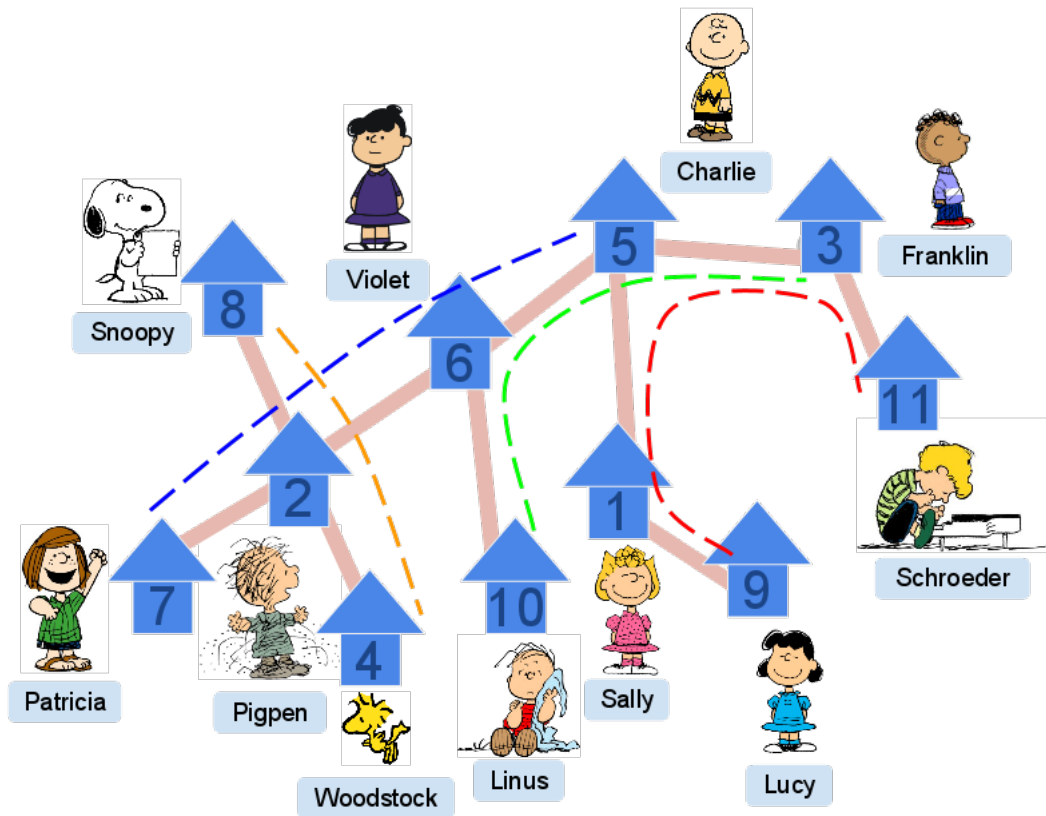 Charlie
Franklin
Violet
Snoopy
5
3
8
6
11
2
1
7
10
9
4
Schroeder
Patricia
Pigpen
Sally
Woodstock
Linus
Lucy